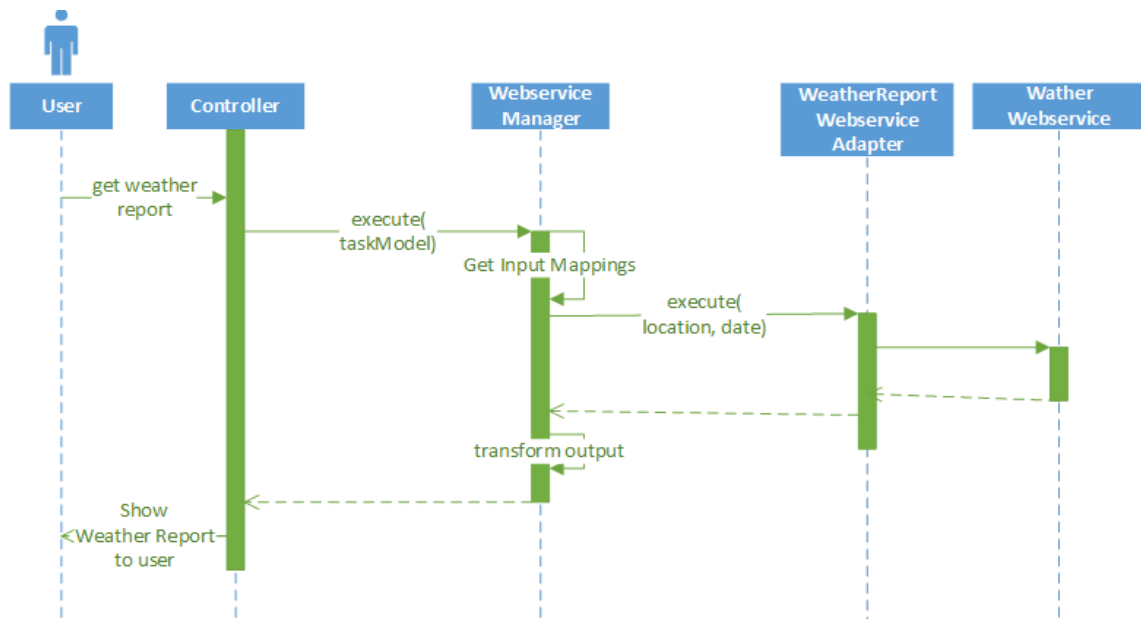 User
Controller
Webservice
Manager
WeatherReport
Webservice
Adapter
Wather
Webservice
get weather
report
execute(
taskModel)
Get Input Mappings
execute(
location, date)
transform output
Show
Weather Report
to user